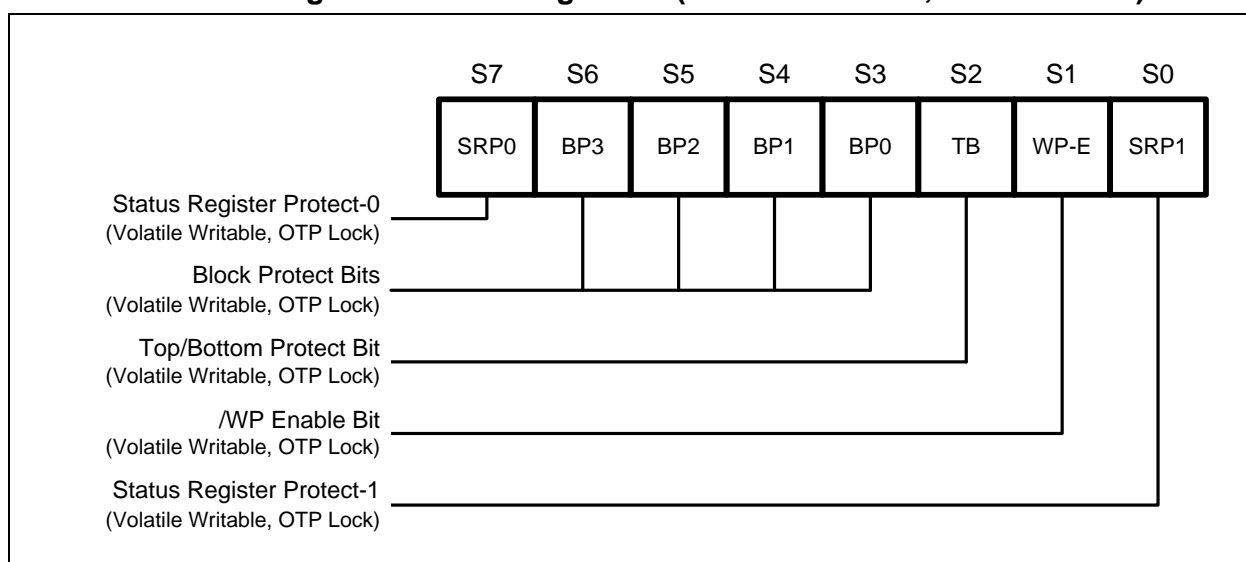 S7 S6 S5 S4 S3 S2 S1 S0
SRP0 BP3 BP2 BP1 BP0 TB WP-E SRP1
Status Register Protect-0
(Volatile Writable, OTP Lock)
Block Protect Bits
(Volatile Writable, OTP Lock)
Top/Bottom Protect Bit
(Volatile Writable, OTP Lock)
/WP Enable Bit
(Volatile Writable, OTP Lock)
Status Register Protect-1
(Volatile Writable, OTP Lock)